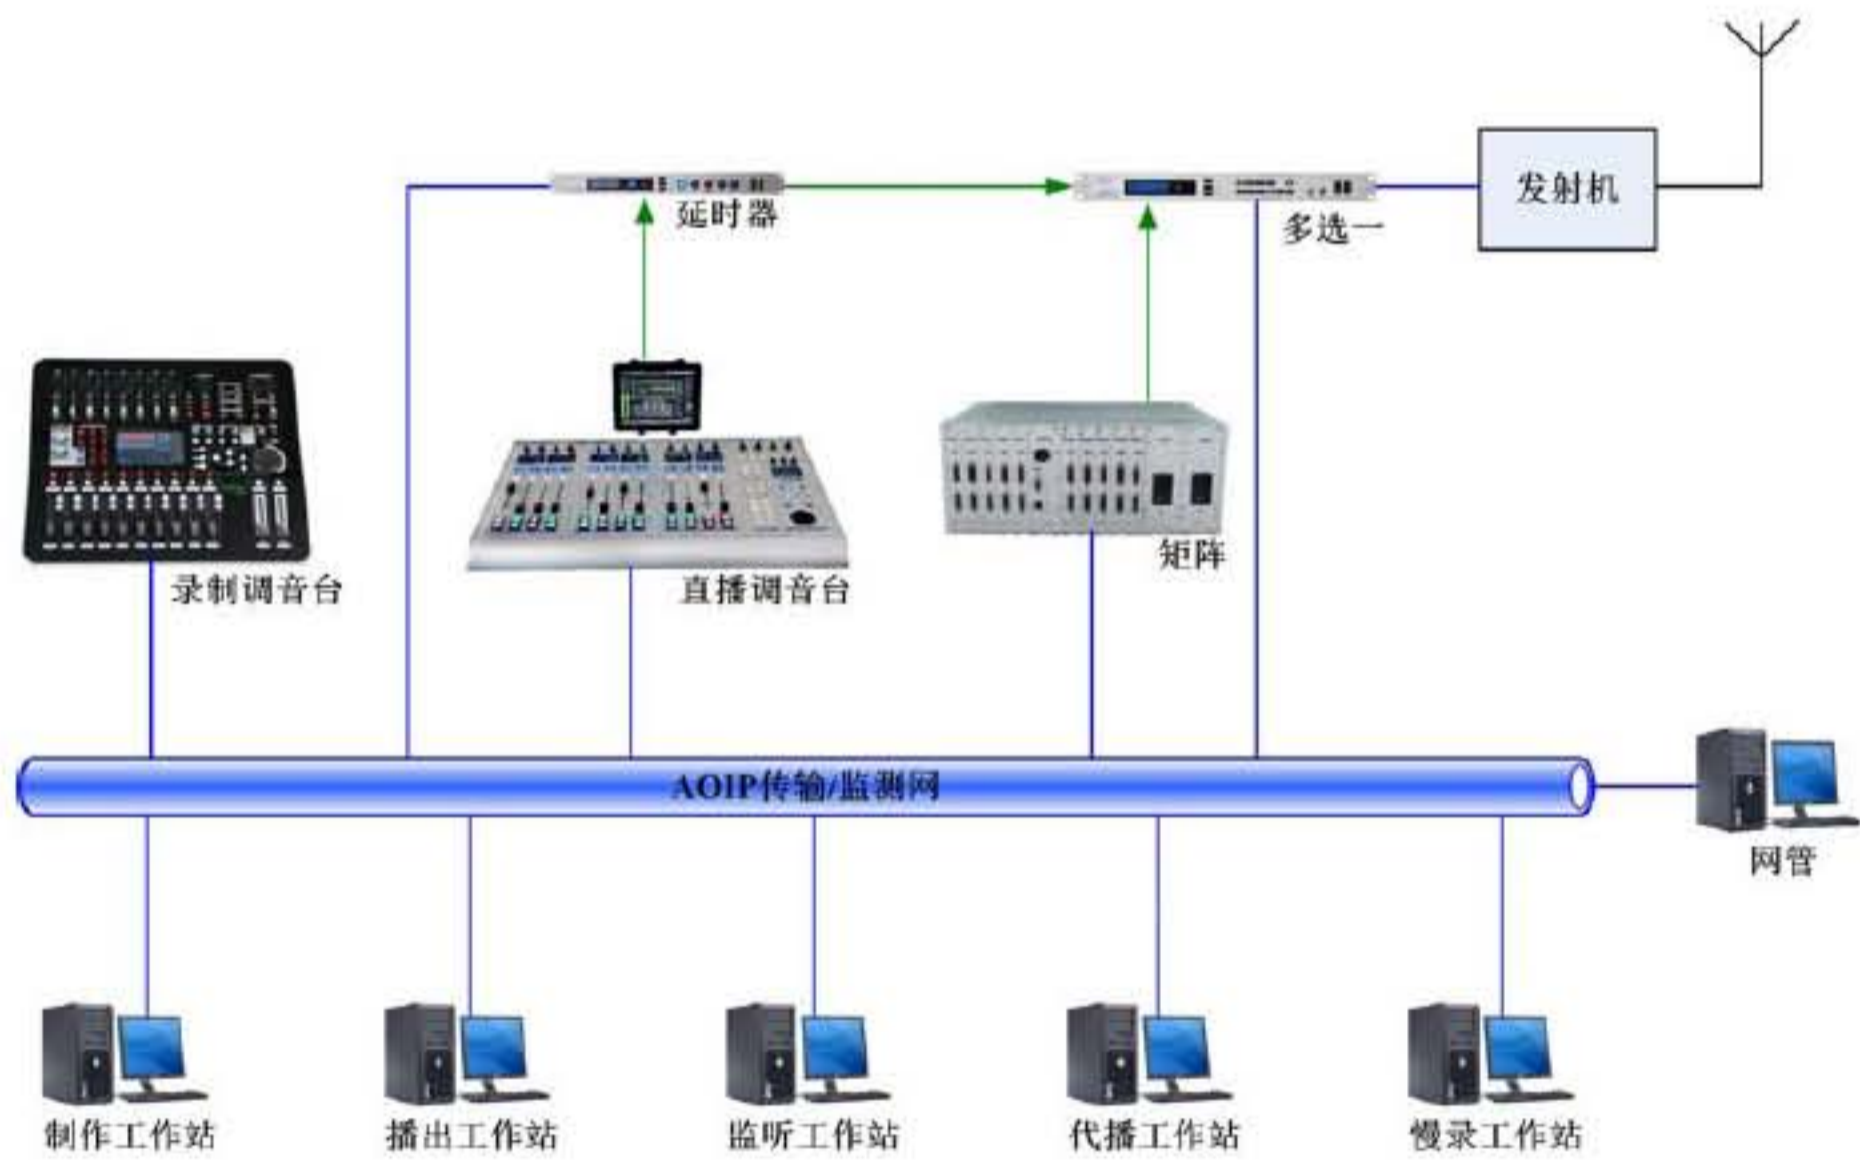 延时器
多选一
发射机
录制调音台
直播调音台
矩阵
AOIP传输/监测网
网管
制作工作站
播出工作站
监听工作站
代播工作站
慢录工作站